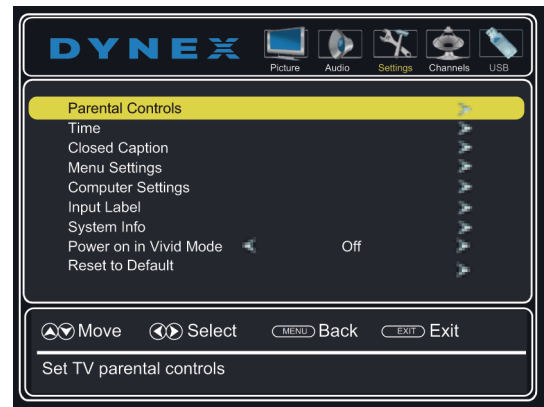 DYNEX
Picture Audio Settings Channels USB
Parental Controls
Time
Closed Caption
Menu Settings
Computer Settings
Input Label
System Info
Power on in Vivid Mode Off
Reset to Default
Move Select MENU Back EXIT Exit
Set TV parental controls